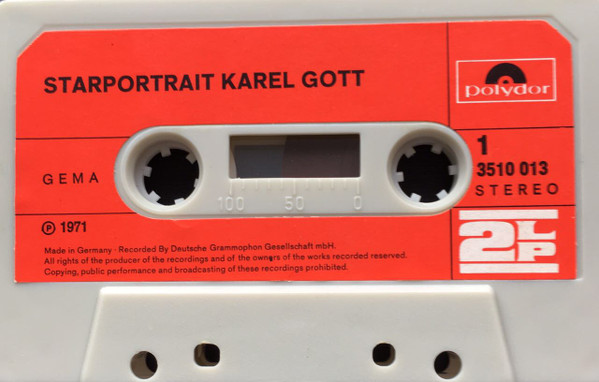 STARPORTRAIT KAREL GOTT
polydor
GEMA
1
3510 013
STEREO
100 50 0
Ⓟ 1971
2LP
Made in Germany · Recorded By Deutsche Grammophon Gesellschaft mbH.
All rights of the producer of the recordings and of the owners of the works recorded reserved.
Copying, public performance and broadcasting of these recordings prohibited.